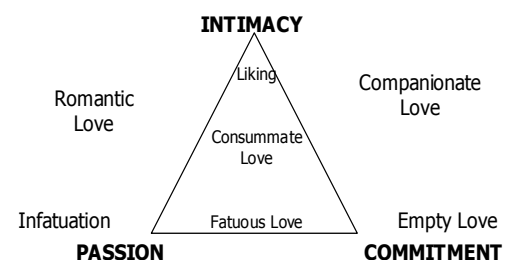 INTIMACY
Liking
Companionate
Love
Romantic
Love
Consummate
Love
Infatuation
Fatuous Love
Empty Love
PASSION
COMMITMENT